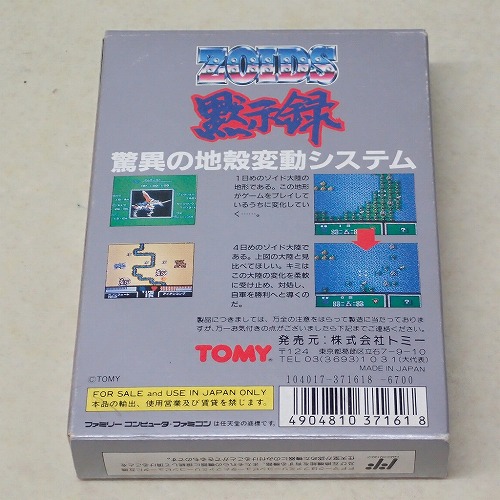 ZOIDS
黙示録
驚異の地殻変動システム
1日めのゾイド大陸の
地形である。この地形
がゲームをプレイして
いるうちに変化してい
く……。
4日めのゾイド大陸で
ある。上図の大陸と見
比べてほしい。キミは
この大陸の変化を柔軟
に受け止め、対処し、
自軍を勝利へと導くの
だ。
製品につきましては、万全の注意をはらって製造に当たっておりま
すが、万一お気付きの点がございましたら下記までご連絡ください。
発売元:株式会社トミー
TOMY
〒124 東京都葛飾区立石7-9-10
TEL 03(3693)1031(大代表)
MADE IN JAPAN
©TOMY
104017-371618-6700
FOR SALE and USE IN JAPAN ONLY
本品の輸出、使用営業及び賃貸を禁じます。
4904810371618
ファミリーコンピュータ・ファミコンは任天堂の商標です。